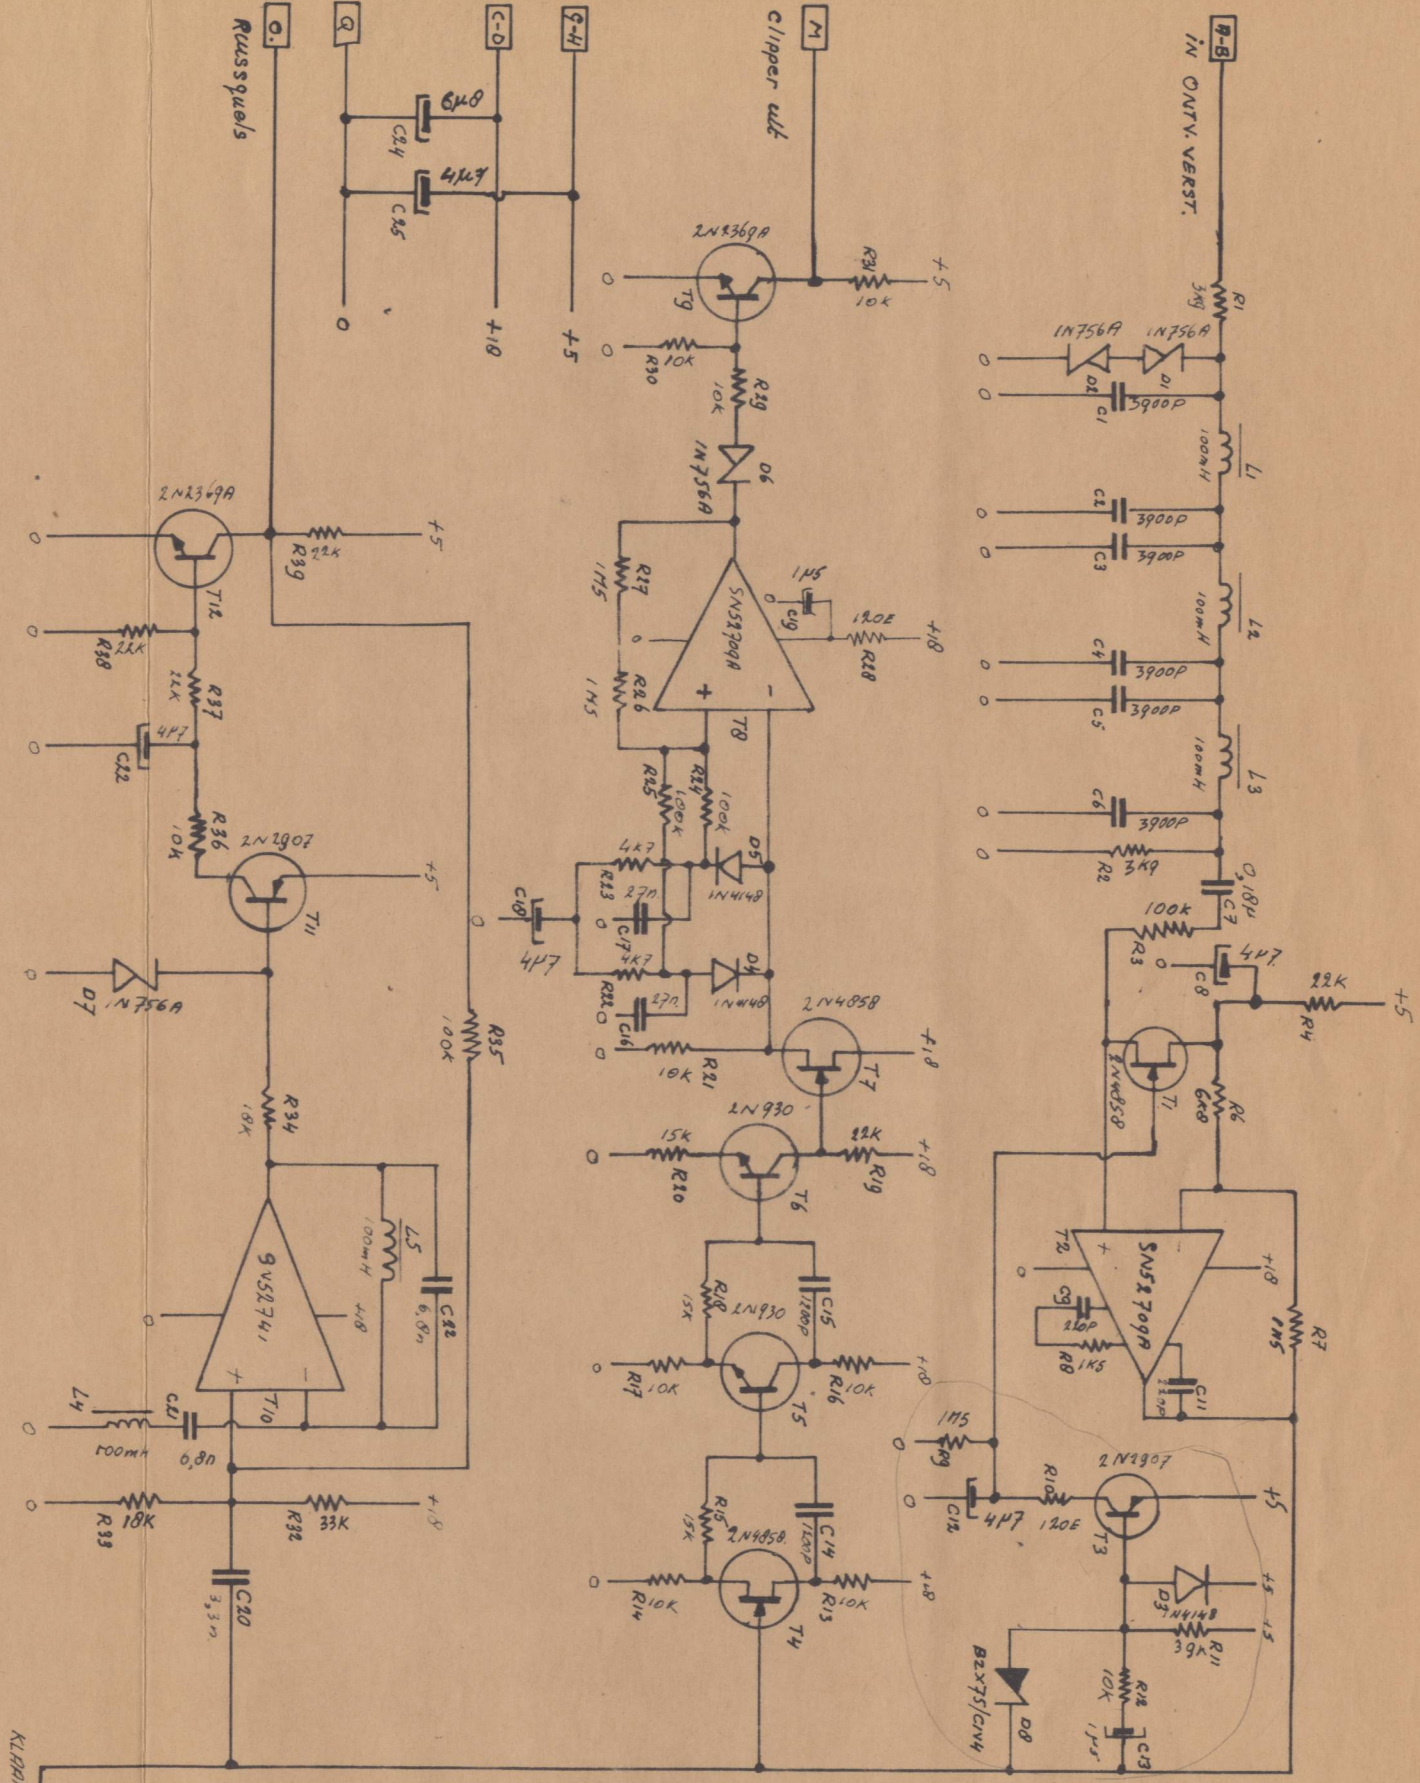 A-B
IN ONTV. VERST.
R1
3K9
1N756A
1N756A
D2
D1
C1
3900P
L1
100mH
C2
3900P
C3
3900P
L2
100mH
C4
3900P
C5
3900P
L3
100mH
C6
3900P
R2
3K9
0,18µ
C7
100K
R3
4µ7
C8
22K
R4
+5
2N4858
T1
R6
6K8
T2
SN52709A
+
-
+18
0
C9
220P
R8
1K5
C11
R7
1M5
R9
C12
4µ7
R10
120E
2N2907
T3
+5
D3
1N4148
+5
R11
39K
+5
R12
10K
C13
1µ5
D8
BZX75/C1V4
M
Clipper uit
2N2369A
T9
R31
10K
+5
R30
10K
R29
10K
D6
1N756A
R27
1M5
R26
1M5
SN52709A
T8
+
-
1µ5
C19
120E
R28
+18
R25
100K
R24
100K
D5
1N4148
4K7
R23
27n
C17
C18
4µ7
4K7
R22
27n
C16
D4
1N4148
2N4858
T7
+18
10K
R21
2N930
T6
15K
R20
22K
R19
+18
R18
15K
C15
1200P
2N930
T5
R17
10K
R16
10K
+18
R15
15K
C14
1200P
2N4858
T4
R14
10K
R13
10K
+18
G-H
C-D
Q
O.
Russquels
6µ8
C24
4µ7
C25
+5
+18
0
2N2369A
T12
R39
22K
+5
R38
22K
R37
22K
4µ7
C22
R36
10K
2N2907
T11
+5
D7
1N756A
R35
100K
R34
18K
L5
100mH
6,8n
SN52741
T10
+
-
+18
L4
100mH
C21
6,8n
R33
18K
R32
33K
+18
C20
3,3n